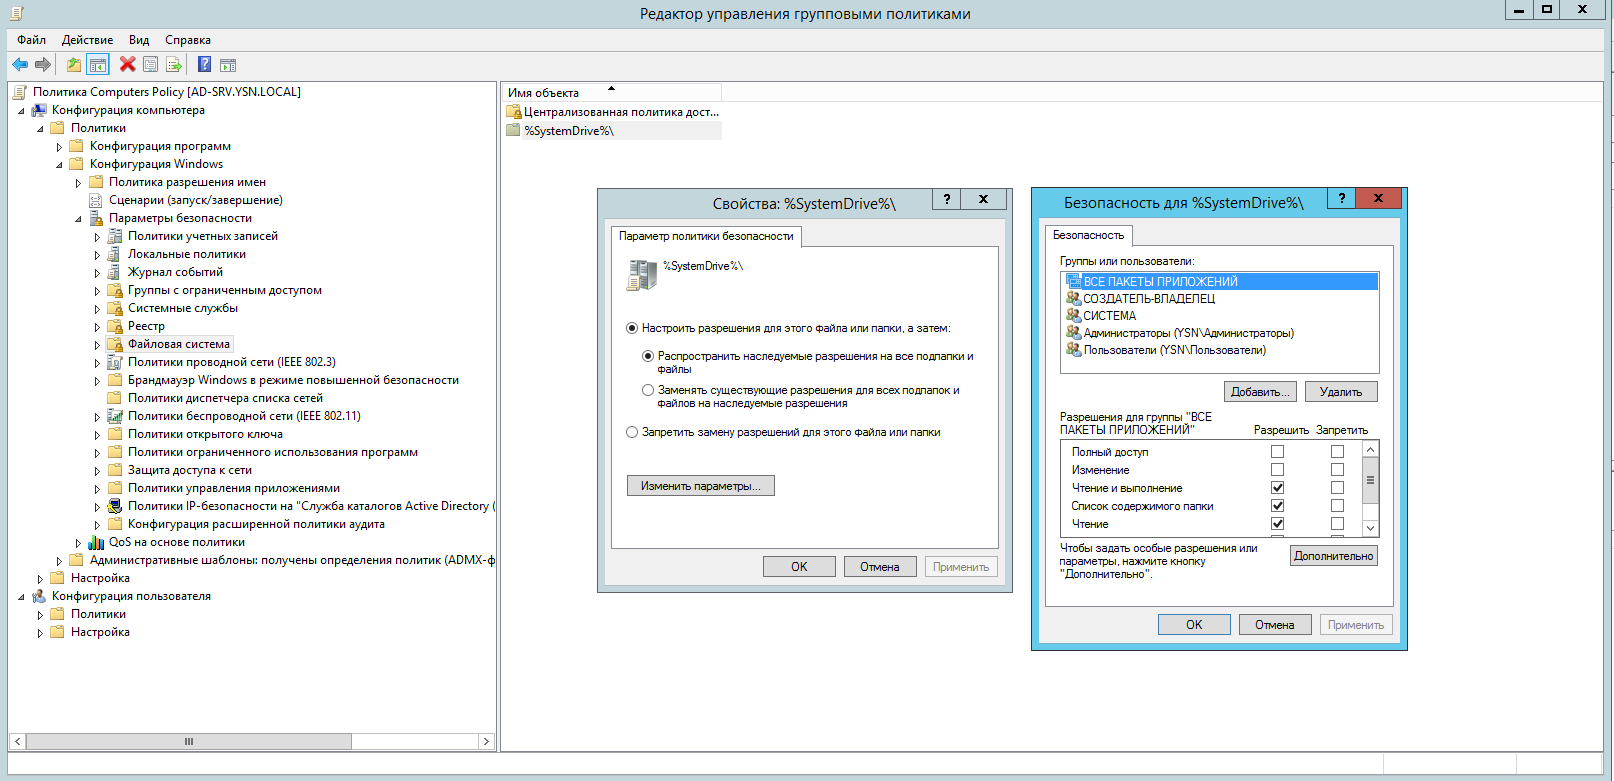 Редактор управления групповыми политиками
Файл Действие Вид Справка
Политика Computers Policy [AD-SRV.YSN.LOCAL]
Конфигурация компьютера
Политики
Конфигурация программ
Конфигурация Windows
Политика разрешения имен
Сценарии (запуск/завершение)
Параметры безопасности
Политики учетных записей
Локальные политики
Журнал событий
Группы с ограниченным доступом
Системные службы
Реестр
Файловая система
Политики проводной сети (IEEE 802.3)
Брандмауэр Windows в режиме повышенной безопасности
Политики диспетчера списка сетей
Политики беспроводной сети (IEEE 802.11)
Политики открытого ключа
Политики ограниченного использования программ
Защита доступа к сети
Политики управления приложениями
Политики IP-безопасности на "Служба каталогов Active Directory (
Конфигурация расширенной политики аудита
QoS на основе политики
Административные шаблоны: получены определения политик (ADMX-ф
Настройка
Конфигурация пользователя
Политики
Настройка
Имя объекта
Централизованная политика дост...
%SystemDrive%\
Свойства: %SystemDrive%\
? x
Параметр политики безопасности
%SystemDrive%\
Настроить разрешения для этого файла или папки, а затем:
Распространить наследуемые разрешения на все подпапки и
файлы
Заменять существующие разрешения для всех подпапок и
файлов на наследуемые разрешения
Запретить замену разрешений для этого файла или папки
Изменить параметры...
ОК Отмена Применить
Безопасность для %SystemDrive%\
? x
Безопасность
Группы или пользователи:
ВСЕ ПАКЕТЫ ПРИЛОЖЕНИЙ
СОЗДАТЕЛЬ-ВЛАДЕЛЕЦ
СИСТЕМА
Администраторы (YSN\Администраторы)
Пользователи (YSN\Пользователи)
Добавить... Удалить
Разрешения для группы "ВСЕ
ПАКЕТЫ ПРИЛОЖЕНИЙ" Разрешить Запретить
Полный доступ
Изменение
Чтение и выполнение
Список содержимого папки
Чтение
Чтобы задать особые разрешения или
параметры, нажмите кнопку
"Дополнительно".
Дополнительно
ОК Отмена Применить